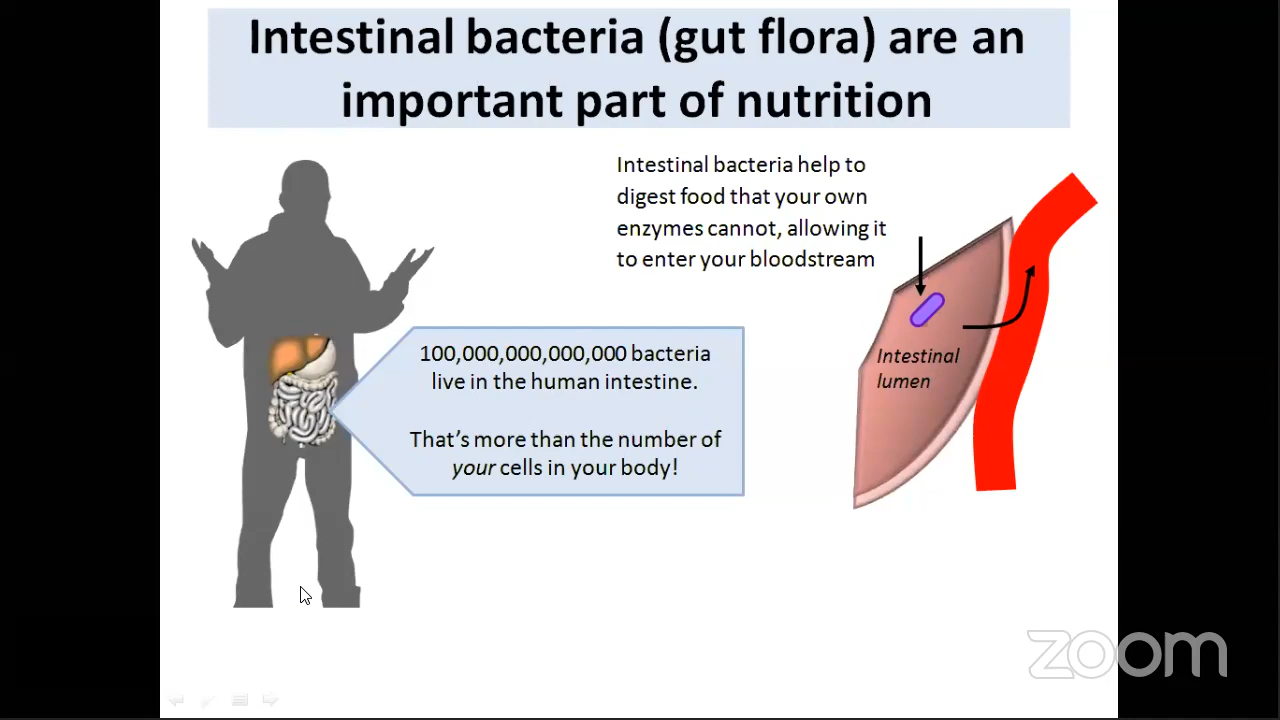 Intestinal bacteria (gut flora) are an
important part of nutrition
Intestinal bacteria help to
digest food that your own
enzymes cannot, allowing it
to enter your bloodstream
100,000,000,000,000 bacteria
live in the human intestine.
That's more than the number of
your cells in your body!
Intestinal
lumen
zoom